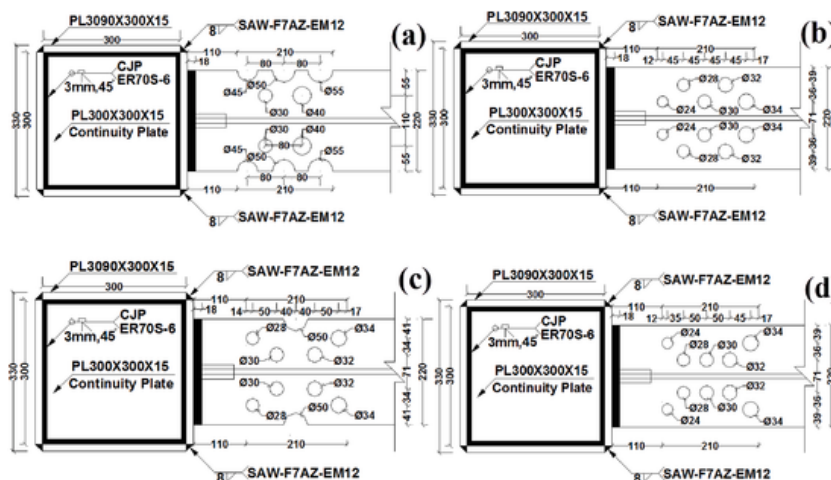 PL3090X300X15
300
8
SAW-F7AZ-EM12
(a)
110
210
18
80 80
CJP
ER70S-6
3mm,45
Ø45 Ø50
Ø55
Ø30 Ø40
PL300X300X15
Continuity Plate
330
300
Ø30 Ø40
80
Ø45 Ø50
Ø55
80 80
110
210
55
110
55
220
8
SAW-F7AZ-EM12
PL3090X300X15
300
8
SAW-F7AZ-EM12
(b)
110
210
18
12 45 45 45 45 17
CJP
ER70S-6
3mm,45
Ø28 Ø32
Ø24 Ø30 Ø34
PL300X300X15
Continuity Plate
330
300
Ø24 Ø30 Ø34
Ø28 Ø32
110
210
39
36
71
36
39
220
8
SAW-F7AZ-EM12
PL3090X300X15
300
8
SAW-F7AZ-EM12
(c)
110
210
18
14 50 40 40 50 17
CJP
ER70S-6
3mm,45
Ø28 Ø50 Ø34
Ø30 Ø32
PL300X300X15
Continuity Plate
330
300
Ø30 Ø32
Ø28 Ø50 Ø34
110
210
41
34
71
34
41
220
8
SAW-F7AZ-EM12
PL3090X300X15
300
8
SAW-F7AZ-EM12
(d)
110
210
18
12 35 50 50 45 17
CJP
ER70S-6
3mm,45
Ø24 Ø34
Ø28 Ø30 Ø32
PL300X300X15
Continuity Plate
330
300
Ø32
Ø28 Ø30
Ø24 Ø34
110
210
39
36
71
36
39
8
SAW-F7AZ-EM12